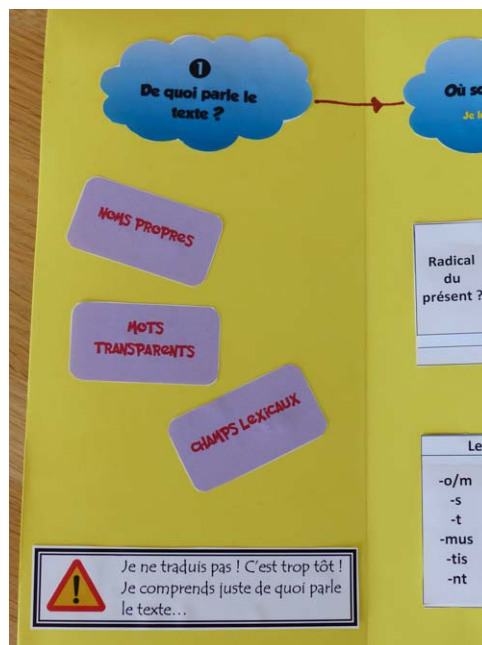 ❶
De quoi parle le
texte ?
NOMS PROPRES
MOTS
TRANSPARENTS
CHAMPS LEXICAUX
Je ne traduis pas ! C'est trop tôt !
Je comprends juste de quoi parle
le texte...
Où so
Je l
Radical
du
présent ?
Le
-o/m
-s
-t
-mus
-tis
-nt